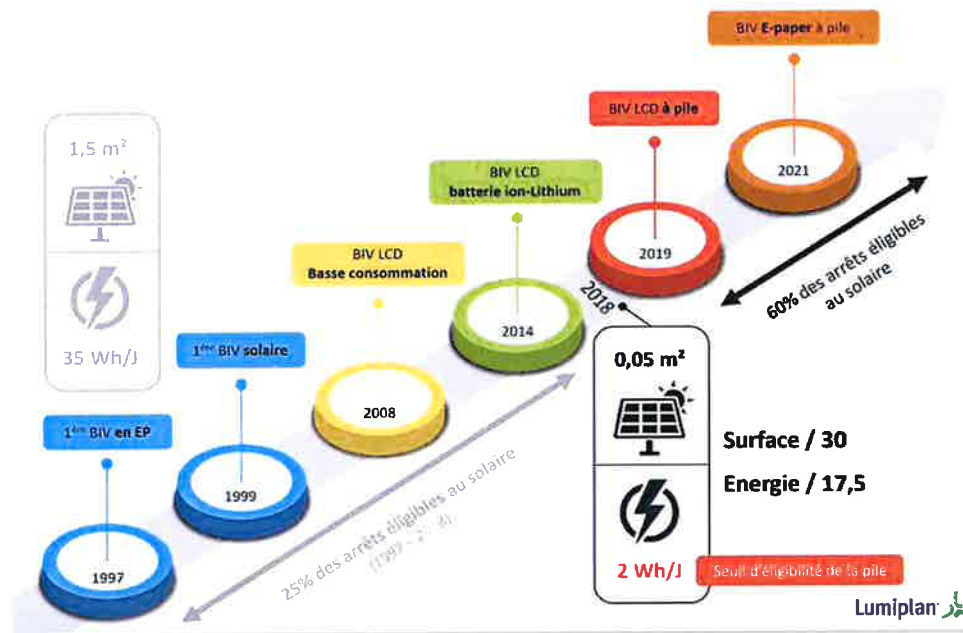 BIV E-paper à pile
BIV LCD à pile
1,5 m²
2021
BIV LCD
batterie ion-Lithium
2019
BIV LCD
Basse consommation
2018
60% des arrêts éligibles
au solaire
35 Wh/J
1ère BIV solaire
2014
0,05 m²
1ère BIV en EP
2008
Surface / 30
Energie / 17,5
1999
25% des arrêts éligibles au solaire
(1997 -
1997
2 Wh/J
Seuil d'éligibilité de la pile
Lumiplan